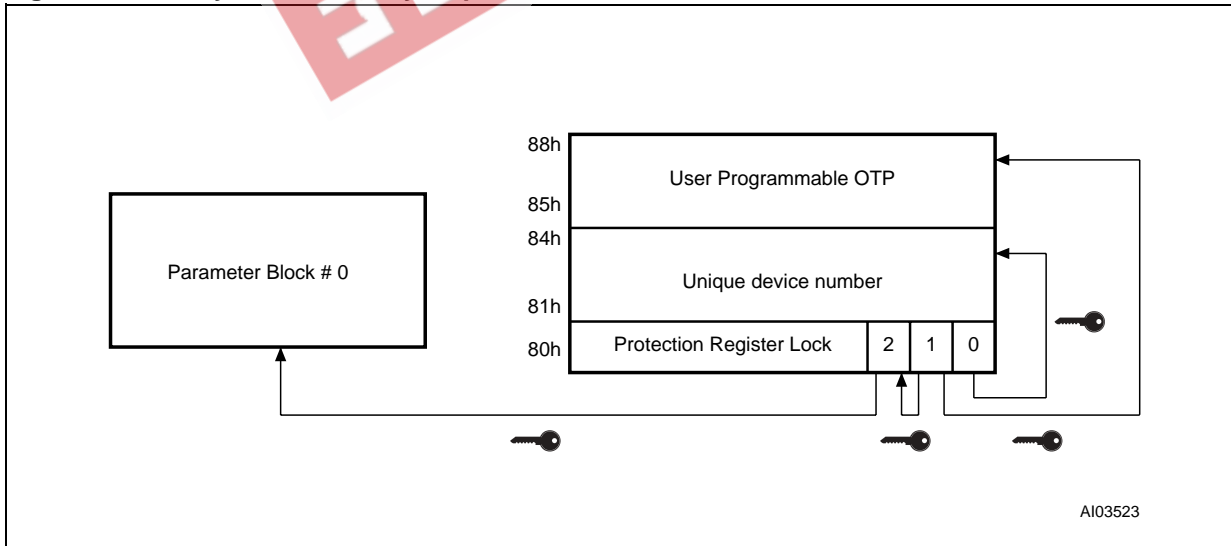 88h
User Programmable OTP
85h
84h
Parameter Block # 0
Unique device number
81h
80h
Protection Register Lock
2
1
0
AI03523